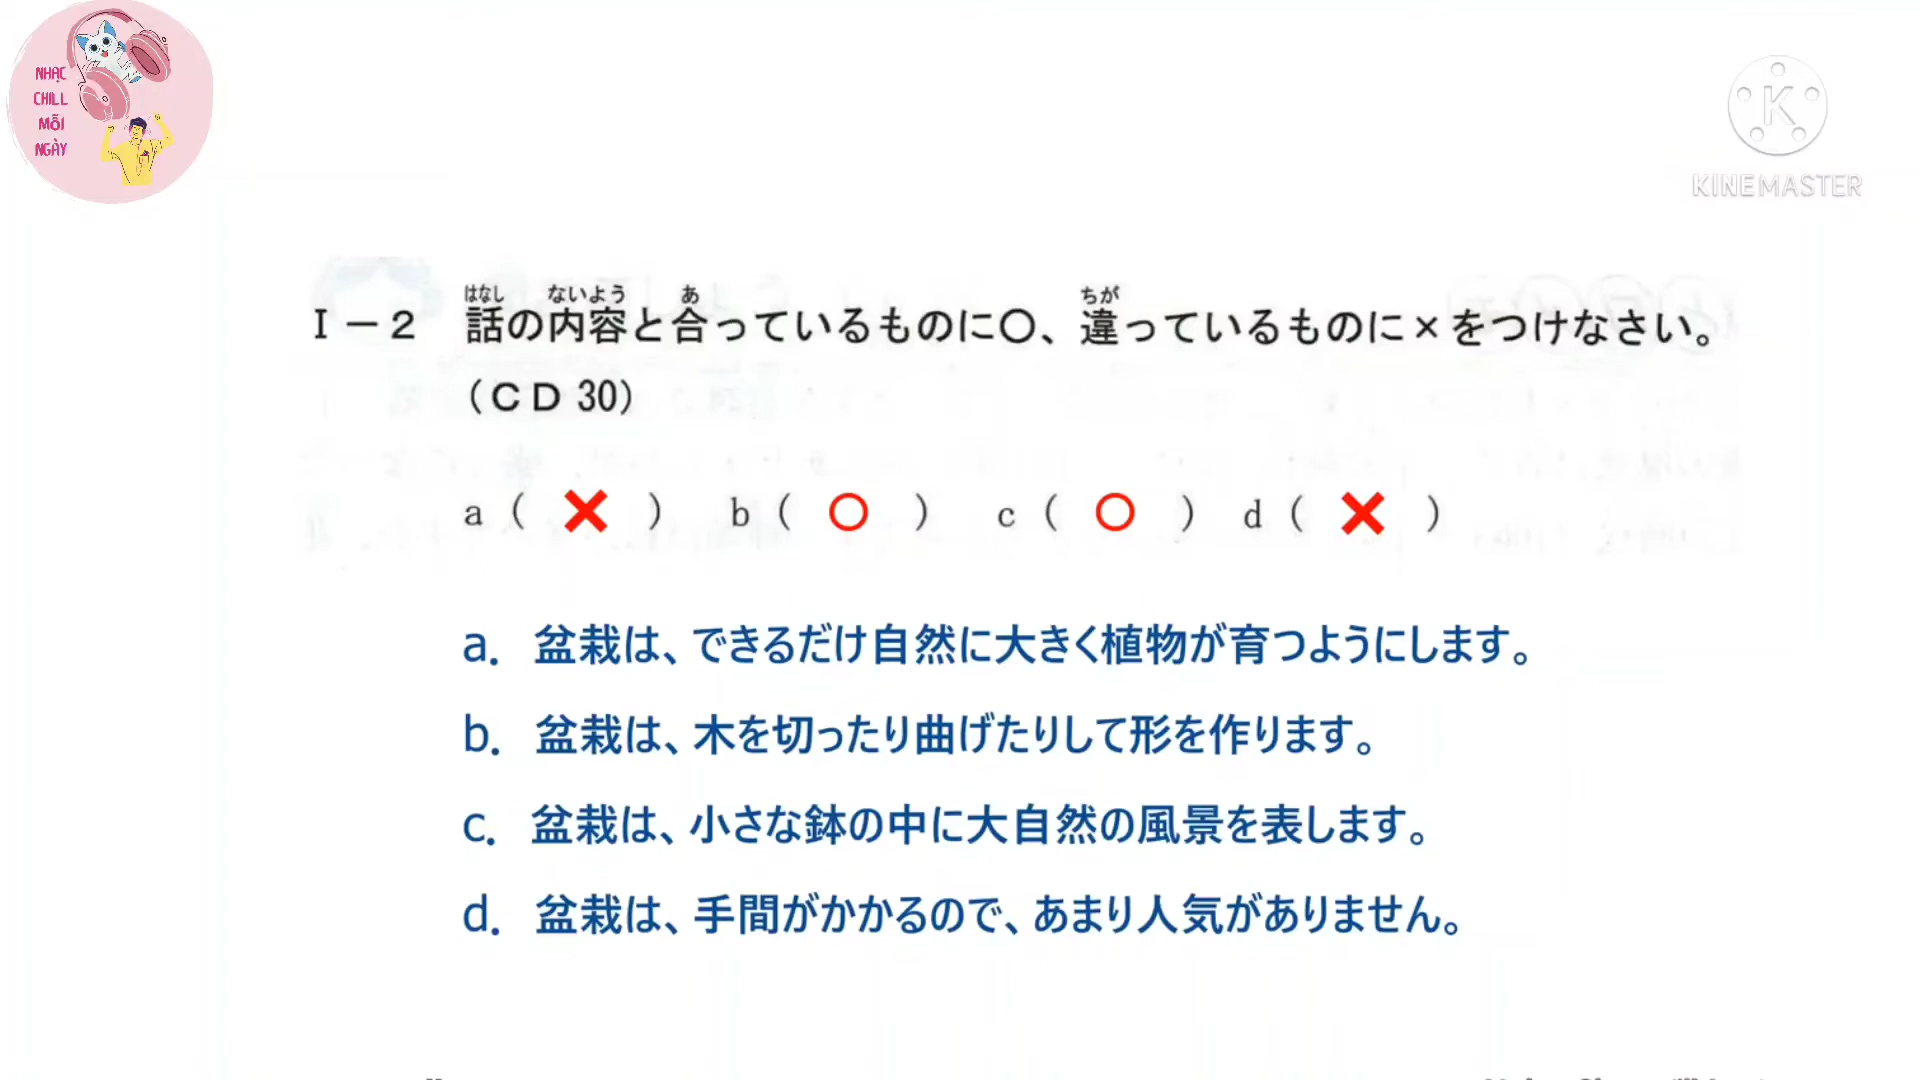 NHẠC
CHILL
MỖI
NGÀY
K
KINEMASTER
はなし ないよう あ ちが
Ⅰ－２ 話の内容と合っているものに○、違っているものに×をつけなさい。
（ＣＤ 30）
a（ ❌ ） b（ ○ ） c（ ○ ） d（ ❌ ）
a. 盆栽は、できるだけ自然に大きく植物が育つようにします。
b. 盆栽は、木を切ったり曲げたりして形を作ります。
c. 盆栽は、小さな鉢の中に大自然の風景を表します。
d. 盆栽は、手間がかかるので、あまり人気がありません。